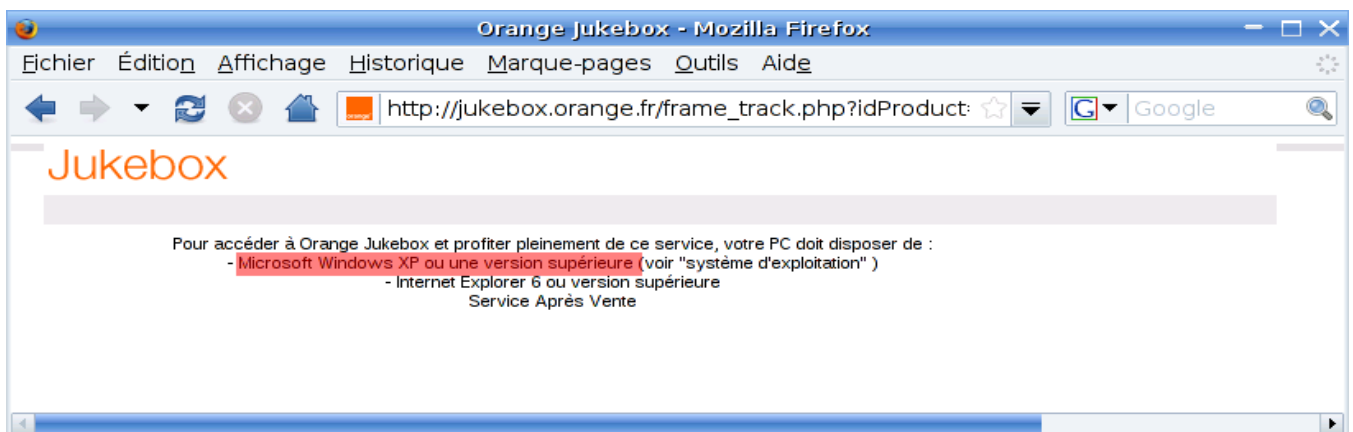 Orange Jukebox - Mozilla Firefox
Fichier Édition Affichage Historique Marque-pages Outils Aide
orange http://jukebox.orange.fr/frame_track.php?idProduct G Google
Jukebox
Pour accéder à Orange Jukebox et profiter pleinement de ce service, votre PC doit disposer de :
- Microsoft Windows XP ou une version supérieure (voir "système d'exploitation" )
- Internet Explorer 6 ou version supérieure
Service Après Vente